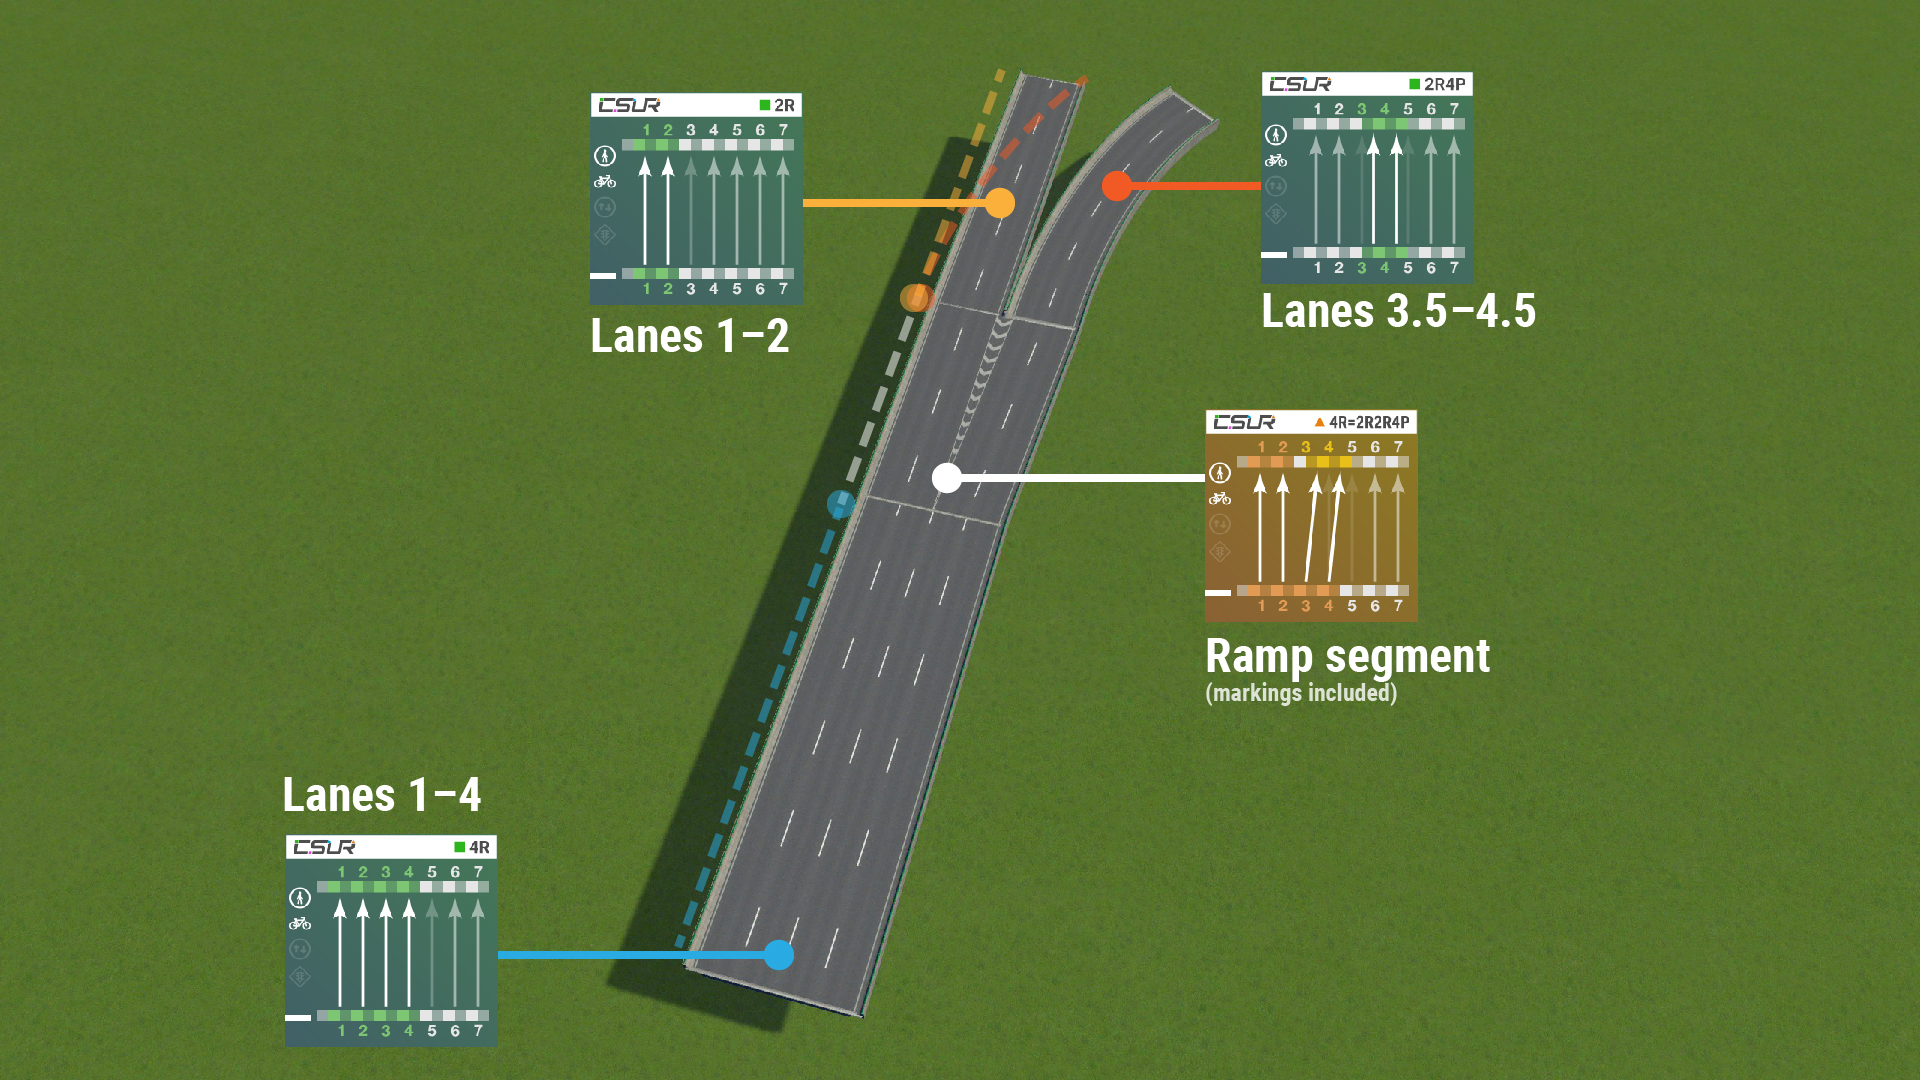 CSUR 2R
1 2 3 4 5 6 7
1 2 3 4 5 6 7
Lanes 1–2
CSUR 2R4P
1 2 3 4 5 6 7
1 2 3 4 5 6 7
Lanes 3.5–4.5
CSUR 4R=2R2R4P
1 2 3 4 5 6 7
1 2 3 4 5 6 7
Ramp segment
(markings included)
Lanes 1–4
CSUR 4R
1 2 3 4 5 6 7
1 2 3 4 5 6 7